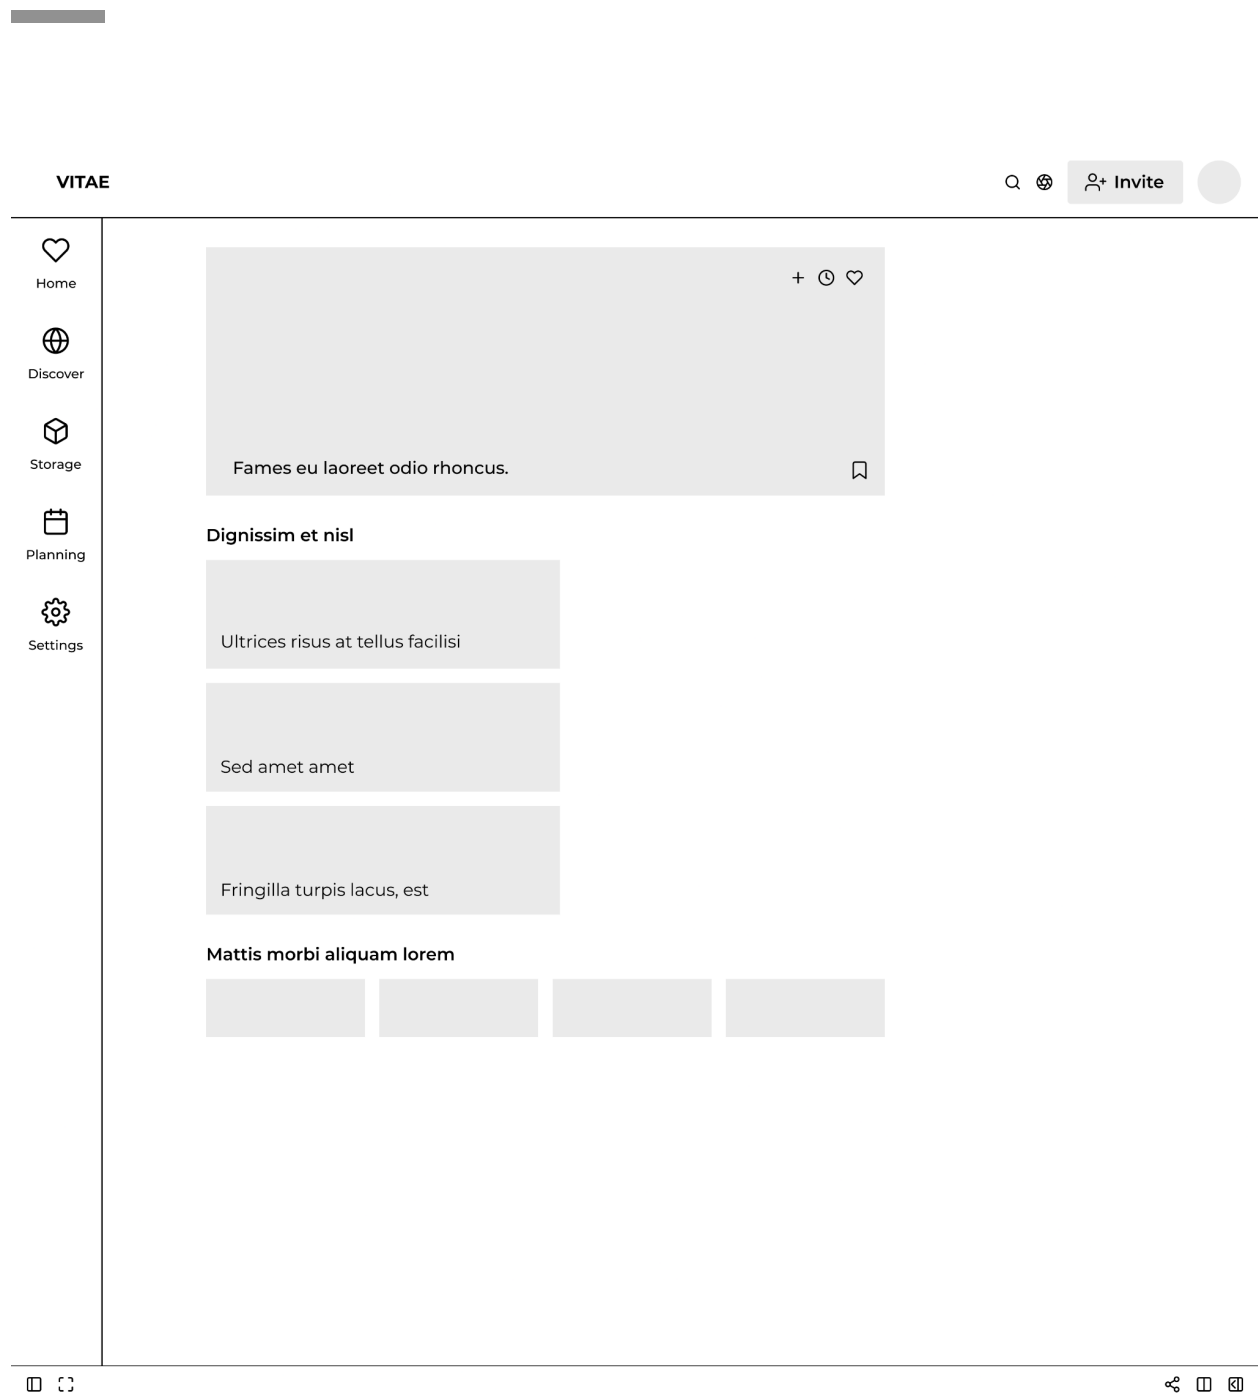 VITAE
Invite
Home
Discover
Storage
Planning
Settings
Fames eu laoreet odio rhoncus.
Dignissim et nisl
Ultrices risus at tellus facilisi
Sed amet amet
Fringilla turpis lacus, est
Mattis morbi aliquam lorem